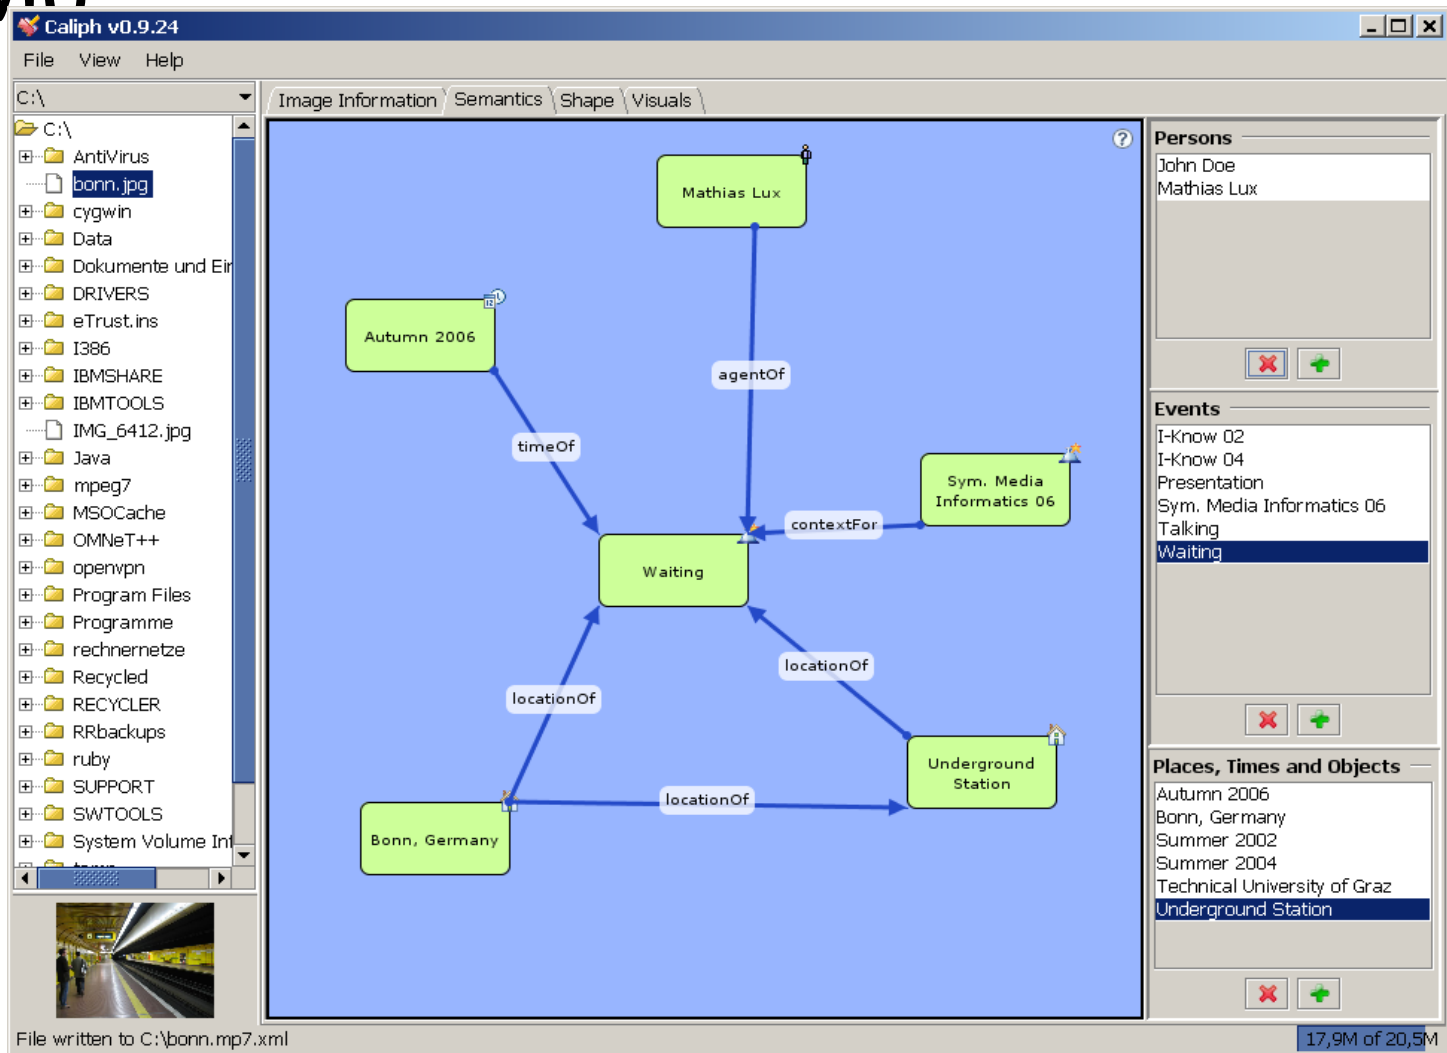 Caliph v0.9.24
File View Help
C:\
Image Information Semantics Shape Visuals
C:\
AntiVirus
bonn.jpg
cygwin
Data
Dokumente und Ein
DRIVERS
eTrust.ins
I386
IBMSHARE
IBMTOOLS
IMG_6412.jpg
Java
mpeg7
MSOCache
OMNeT++
openvpn
Program Files
Programme
rechnernetze
Recycled
RECYCLER
RRbackups
ruby
SUPPORT
SWTOOLS
System Volume Inf
Mathias Lux
Autumn 2006
agentOf
timeOf
Sym. Media
Informatics 06
contextFor
Waiting
locationOf
locationOf
Underground
Station
locationOf
Bonn, Germany
Persons
John Doe
Mathias Lux
Events
I-Know 02
I-Know 04
Presentation
Sym. Media Informatics 06
Talking
Waiting
Places, Times and Objects
Autumn 2006
Bonn, Germany
Summer 2002
Summer 2004
Technical University of Graz
Underground Station
File written to C:\bonn.mp7.xml
17,9M of 20,5M